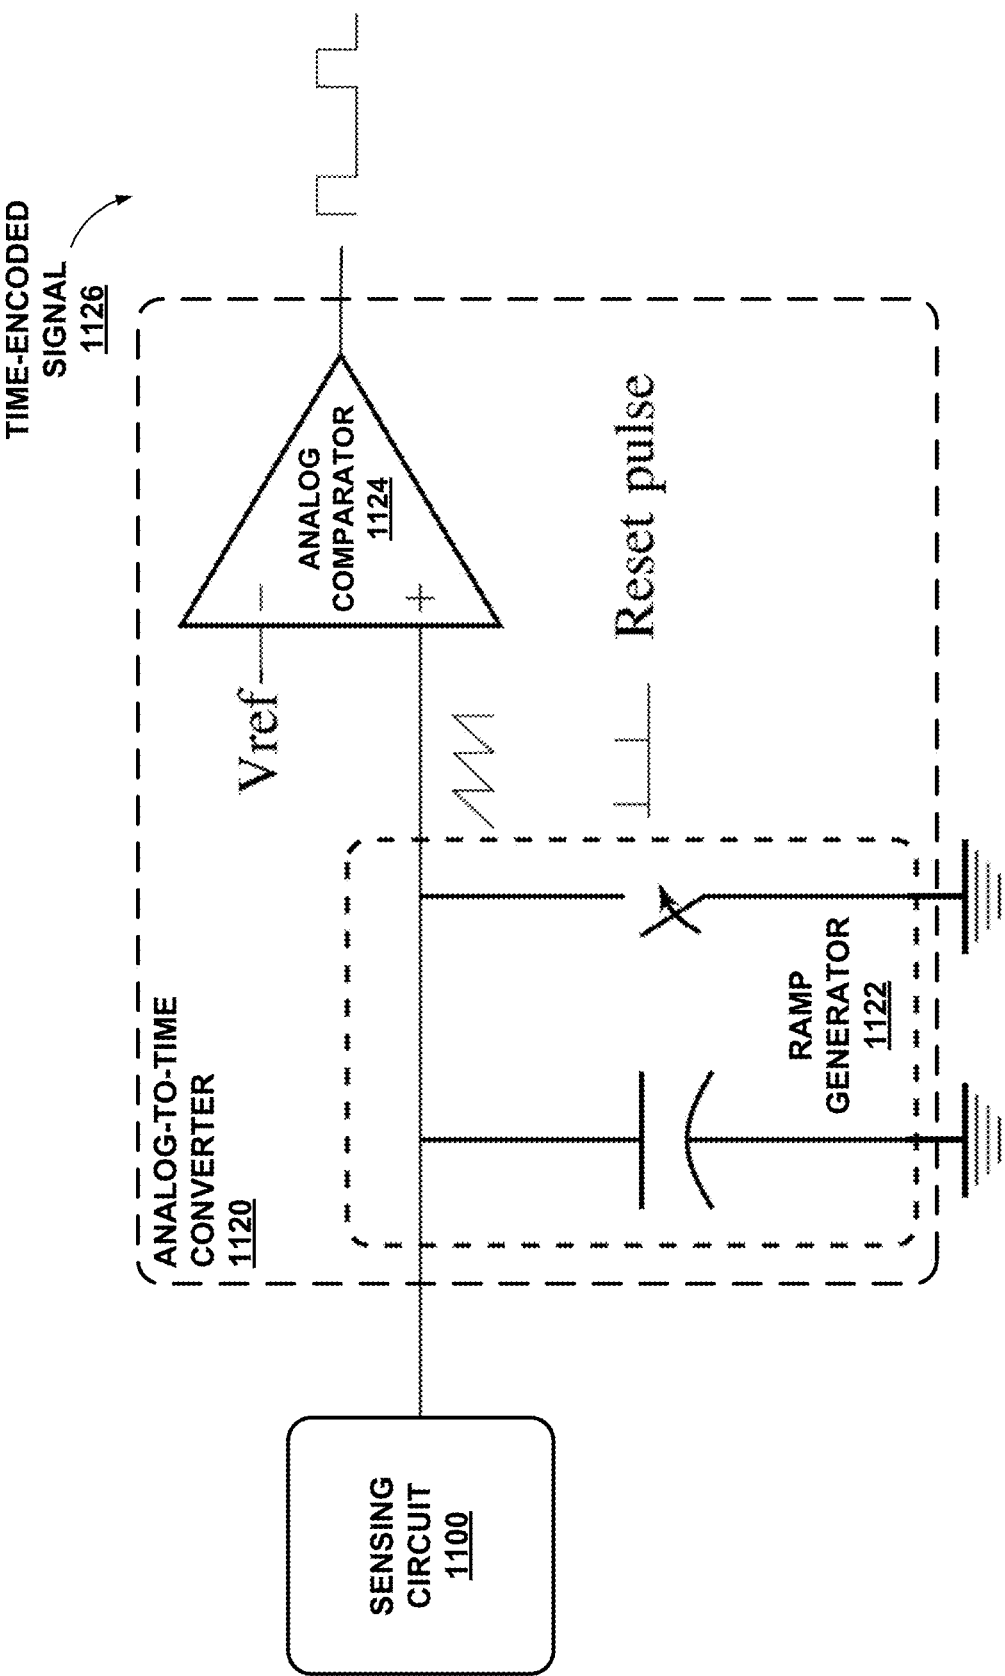 TIME-ENCODED
SIGNAL
1126
ANALOG-TO-TIME
CONVERTER
1120
Vref
−
+
ANALOG
COMPARATOR
1124
Reset pulse
RAMP
GENERATOR
1122
SENSING
CIRCUIT
1100